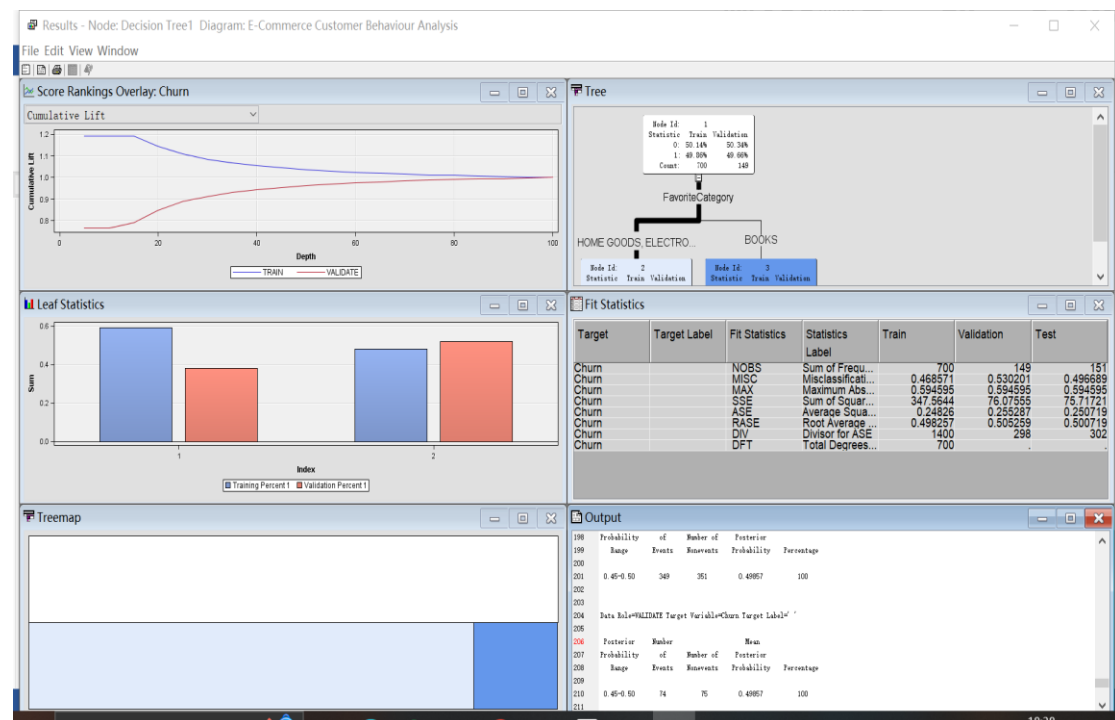 Results - Node: Decision Tree1 Diagram: E-Commerce Customer Behaviour Analysis
File Edit View Window
Score Rankings Overlay: Churn
Cumulative Lift
Cumulative Lift
1.2
1.1
1.0
0.9
0.8
0 20 40 60 80 100
Depth
TRAIN VALIDATE
Tree
Node Id: 1
Statistic Train Validation
0: 50.14% 50.34%
1: 49.86% 49.66%
Count: 700 149
FavoriteCategory
HOME GOODS, ELECTRO... BOOKS
Node Id: 2 Node Id: 3
Statistic Train Validation Statistic Train Validation
Leaf Statistics
Sum
0.6
0.4
0.2
0.0
1 2
Index
Training Percent 1 Validation Percent 1
Fit Statistics
Target Target Label Fit Statistics Statistics Label Train Validation Test
Churn NOBS Sum of Frequ... 700 149 151
Churn MISC Misclassificati... 0.468571 0.530201 0.496689
Churn MAX Maximum Abs... 0.594595 0.594595 0.594595
Churn SSE Sum of Squar... 347.5644 76.07555 75.71721
Churn ASE Average Squa... 0.24826 0.255287 0.250719
Churn RASE Root Average ... 0.498257 0.505259 0.500719
Churn DIV Divisor for ASE 1400 298 302
Churn DFT Total Degrees... 700 . .
Treemap
Output
198 Probability of Number of Posterior
199 Range Events Nonevents Probability Percentage
200
201 0.45-0.50 349 351 0.49857 100
202
203
204 Data Role=VALIDATE Target Variable=Churn Target Label=' '
205
206 Posterior Number Mean
207 Probability of Number of Posterior
208 Range Events Nonevents Probability Percentage
209
210 0.45-0.50 74 75 0.49857 100
211